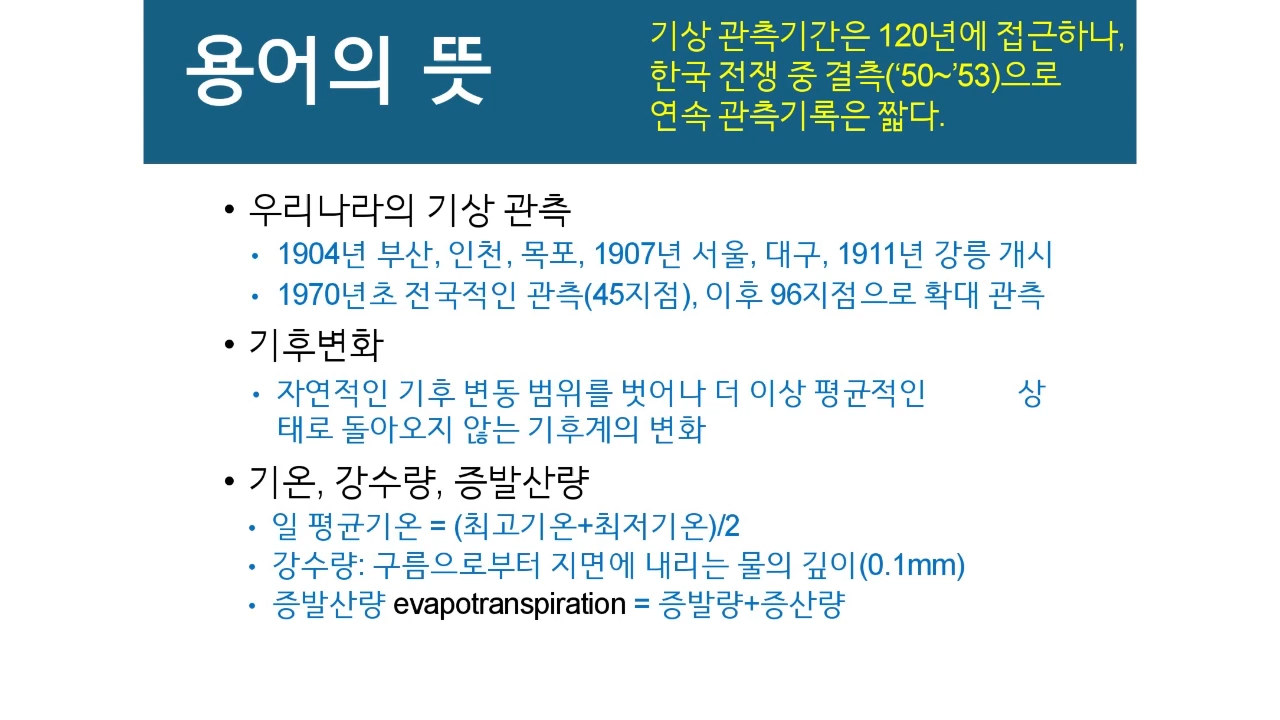 용어의 뜻
기상 관측기간은 120년에 접근하나,
한국 전쟁 중 결측(‘50~’53)으로
연속 관측기록은 짧다.
• 우리나라의 기상 관측
• 1904년 부산, 인천, 목포, 1907년 서울, 대구, 1911년 강릉 개시
• 1970년초 전국적인 관측(45지점), 이후 96지점으로 확대 관측
• 기후변화
• 자연적인 기후 변동 범위를 벗어나 더 이상 평균적인 상
태로 돌아오지 않는 기후계의 변화
• 기온, 강수량, 증발산량
• 일 평균기온 = (최고기온+최저기온)/2
• 강수량: 구름으로부터 지면에 내리는 물의 깊이(0.1mm)
• 증발산량 evapotranspiration = 증발량+증산량